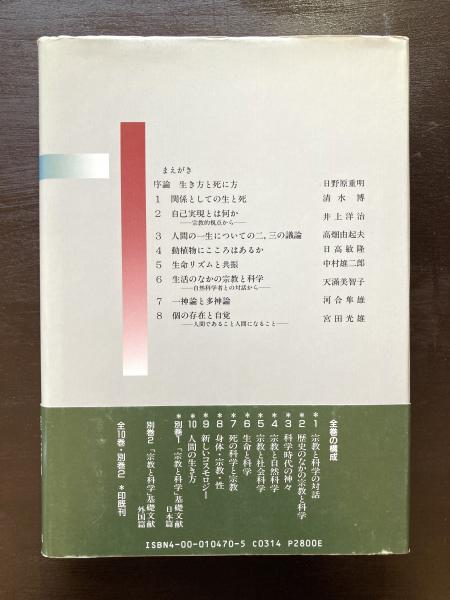 まえがき
序論 生き方と死に方 日野原重明
1 関係としての生と死 清水 博
2 自己実現とは何か 井上洋治
――宗教的視点から――
3 人間の一生についての二、三の議論 高畑由起夫
4 動植物にこころはあるか 日高敏隆
5 生命リズムと共振 中村雄二郎
6 生活のなかの宗教と科学 天満美智子
――自然科学者との対話から――
7 一神論と多神論 河合隼雄
8 個の存在と自覚 宮田光雄
――人間であること人間になること――
全巻の構成
*1 宗教と科学の対話
*2 歴史のなかの宗教と科学
*3 科学時代の神々
*4 宗教と自然科学
*5 宗教と社会科学
*6 生命と科学
*7 死の科学と宗教
*8 身体・宗教・性
*9 新しいコスモロジー
*10 人間の生き方
*別巻1 「宗教と科学」基礎文献 日本篇
別巻2 「宗教と科学」基礎文献 外国篇
全10巻・別巻2 *印既刊
ISBN4-00-010470-5 C0314 P2800E